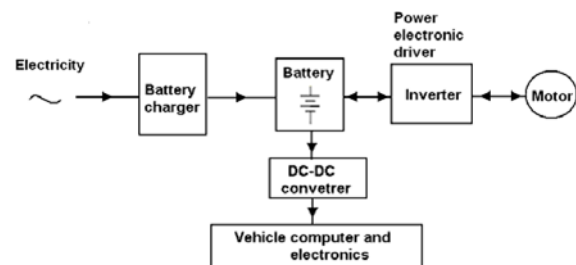 Power
electronic
driver
Electricity
Battery
charger
Battery
Inverter
Motor
DC-DC
convetrer
Vehicle computer and
electronics